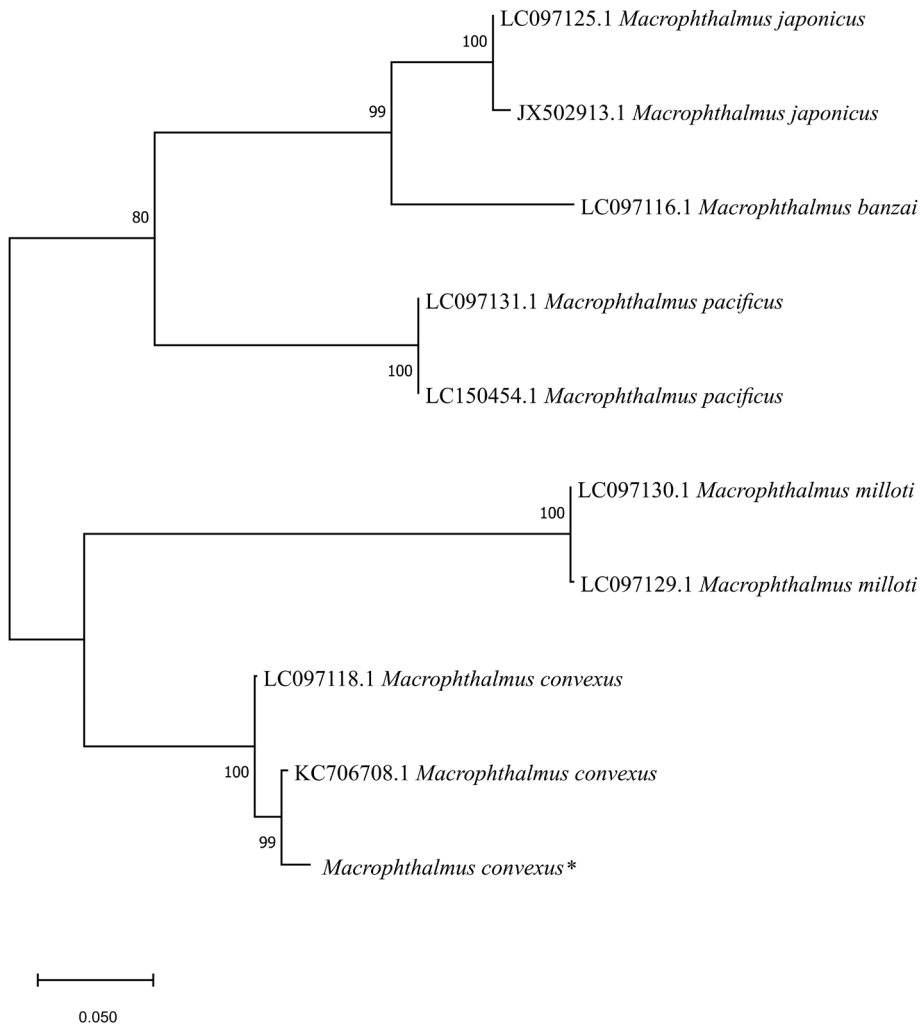 LC097125.1 Macrophthalmus japonicus
100
JX502913.1 Macrophthalmus japonicus
99
LC097116.1 Macrophthalmus banzai
80
LC097131.1 Macrophthalmus pacificus
100
LC150454.1 Macrophthalmus pacificus
LC097130.1 Macrophthalmus milloti
100
LC097129.1 Macrophthalmus milloti
LC097118.1 Macrophthalmus convexus
100
KC706708.1 Macrophthalmus convexus
99
Macrophthalmus convexus*
0.050